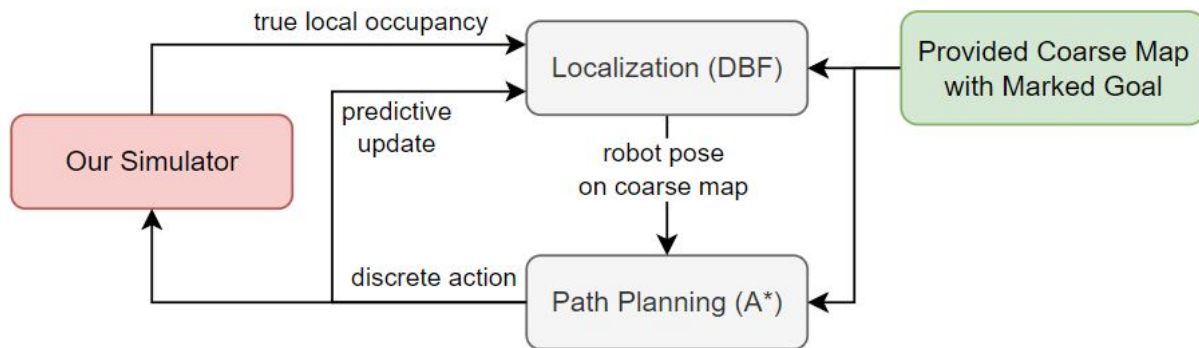 true local occupancy
Localization (DBF)
Provided Coarse Map
with Marked Goal
predictive
update
Our Simulator
robot pose
on coarse map
discrete action
Path Planning (A*)